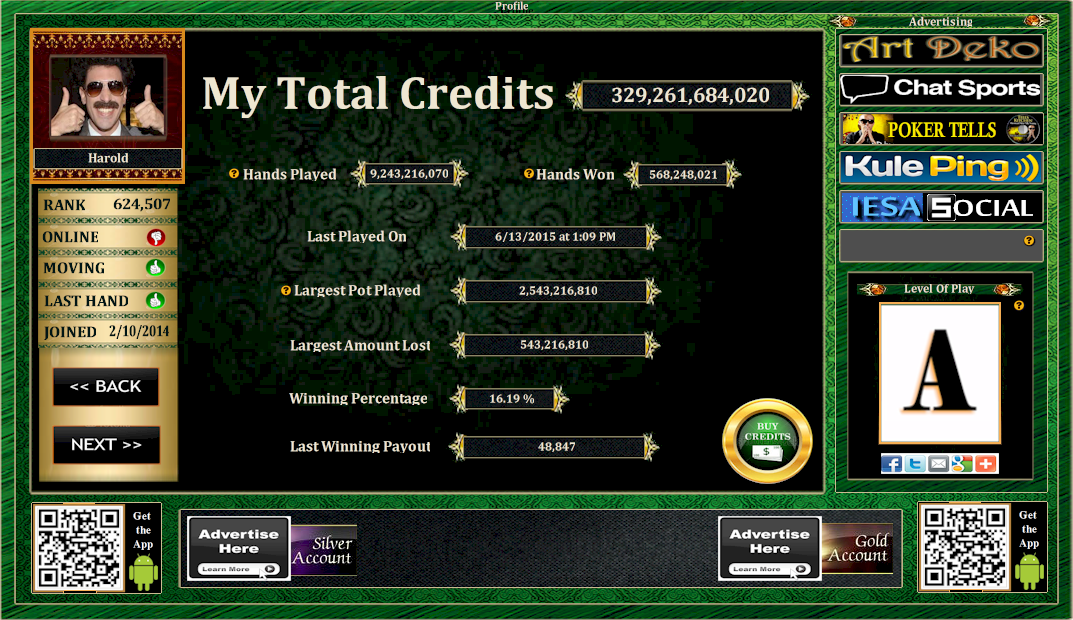 Profile
Harold
RANK 624,507
ONLINE
MOVING
LAST HAND
JOINED 2/10/2014
<< BACK
NEXT >>
My Total Credits 329,261,684,020
? Hands Played 9,243,216,070 ? Hands Won 568,248,021
Last Played On 6/13/2015 at 1:09 PM
? Largest Pot Played 2,543,216,810
Largest Amount Lost 543,216,810
Winning Percentage 16.19 %
Last Winning Payout 48,847
BUY
CREDITS
$
Advertising
Art Deko
Chat Sports
POKER TELLS
Kule Ping
IESA SOCIAL
?
Level Of Play
?
A
Get
the
App
Advertise
Here
Learn More
Silver
Account
Advertise
Here
Learn More
Gold
Account
Get
the
App